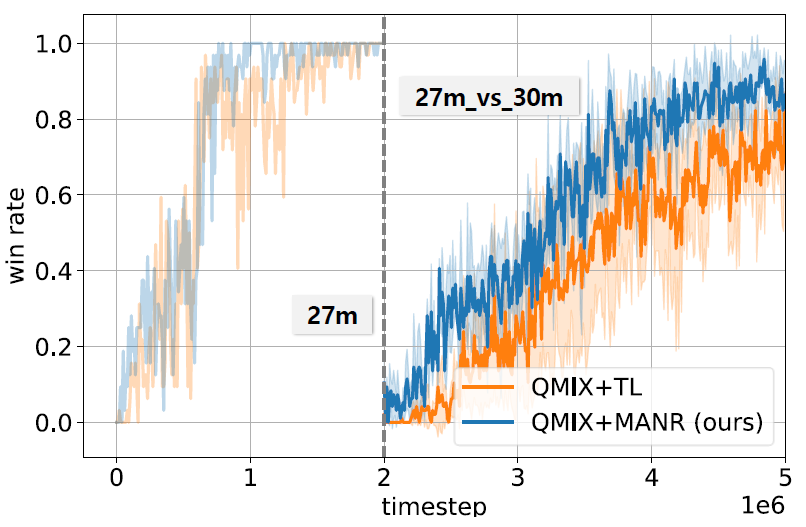 1.0
0.8
0.6
0.4
0.2
0.0
win rate
27m_vs_30m
27m
QMIX+TL
QMIX+MANR (ours)
0 1 2 3 4 5
timestep
1e6